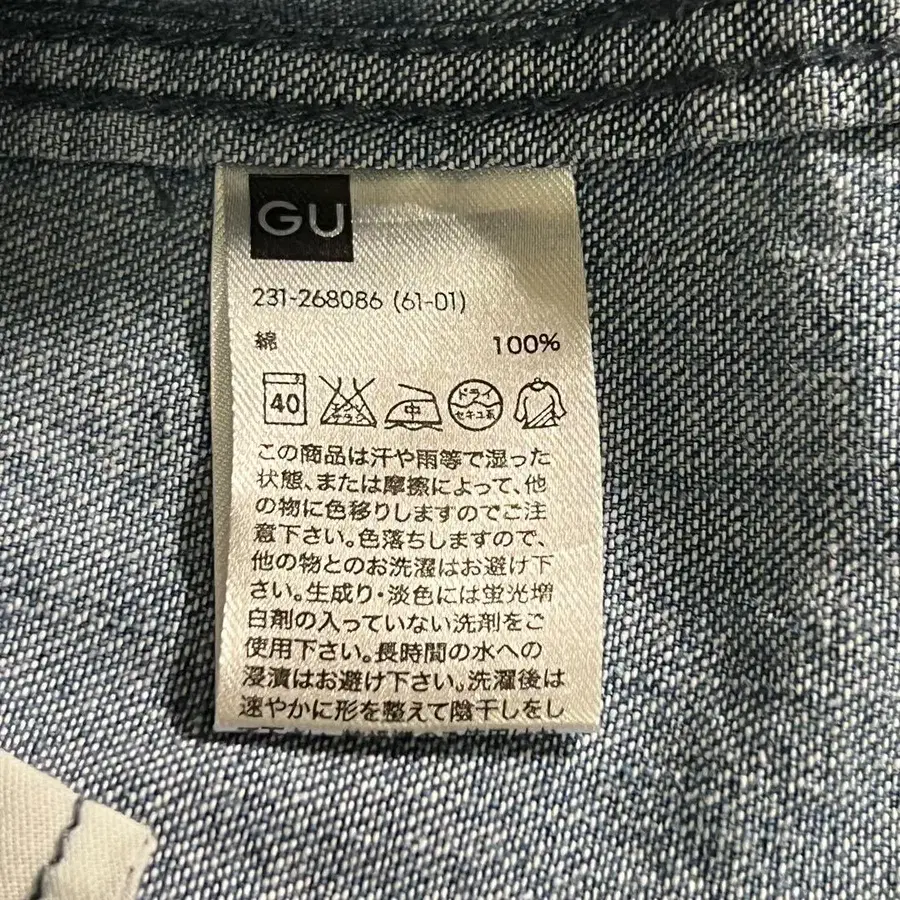 GU
231-268086 (61-01)
綿 100%
40 エンソ サラシ 中 ドライ セキユ系
この商品は汗や雨等で湿った
状態、または摩擦によって、他
の物に色移りしますのでご注
意下さい。色落ちしますので、
他の物とのお洗濯はお避け下
さい。生成り・淡色には蛍光増
白剤の入っていない洗剤をご
使用下さい。長時間の水への
浸漬はお避け下さい。洗濯後は
速やかに形を整えて陰干しをし